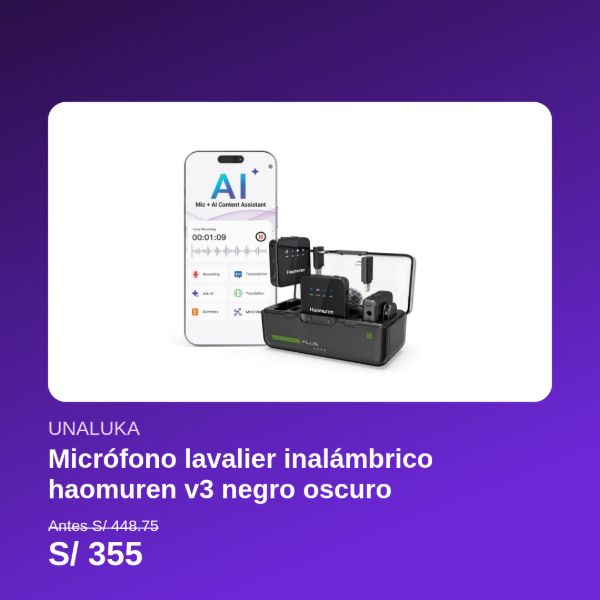 AI
Mic + AI Content Assistant
00:01:09
Recording
Transcription
Ask AI
Translation
Summary
Haomuren
Haomuren
PLUS
UNALUKA
Micrófono lavalier inalámbrico
haomuren v3 negro oscuro
Antes S/ 448.75
S/ 355